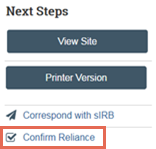 Next Steps
View Site
Printer Version
Correspond with sIRB
Confirm Reliance